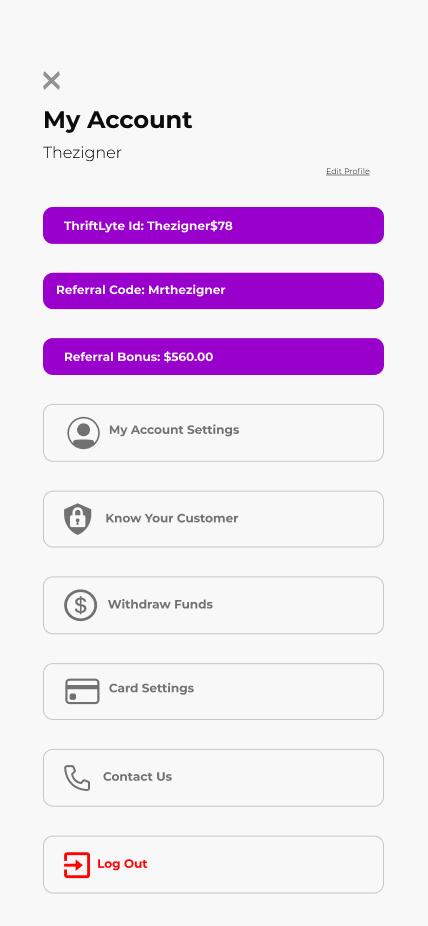 My Account
Thezigner
Edit Profile
ThriftLyte Id: Thezigner$78
Referral Code: Mrthezigner
Referral Bonus: $560.00
My Account Settings
Know Your Customer
Withdraw Funds
Card Settings
Contact Us
Log Out